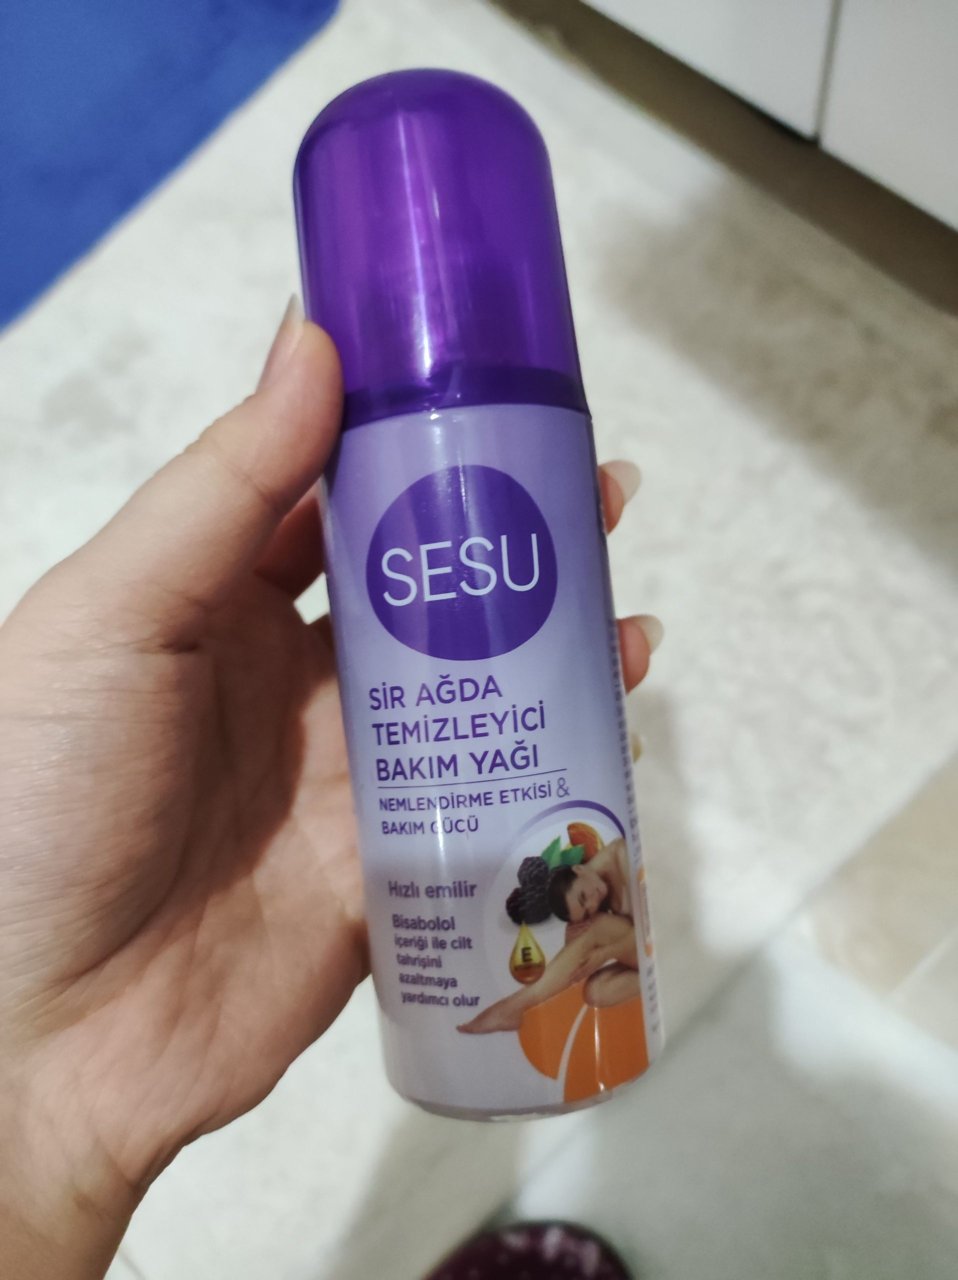 SESU
SİR AĞDA
TEMİZLEYİCİ
BAKIM YAĞI
NEMLENDİRME ETKİSİ &
BAKIM GÜCÜ
Hızlı emilir
Bisabolol
içeriği ile cilt
tahrişini
azaltmaya
yardımcı olur
E